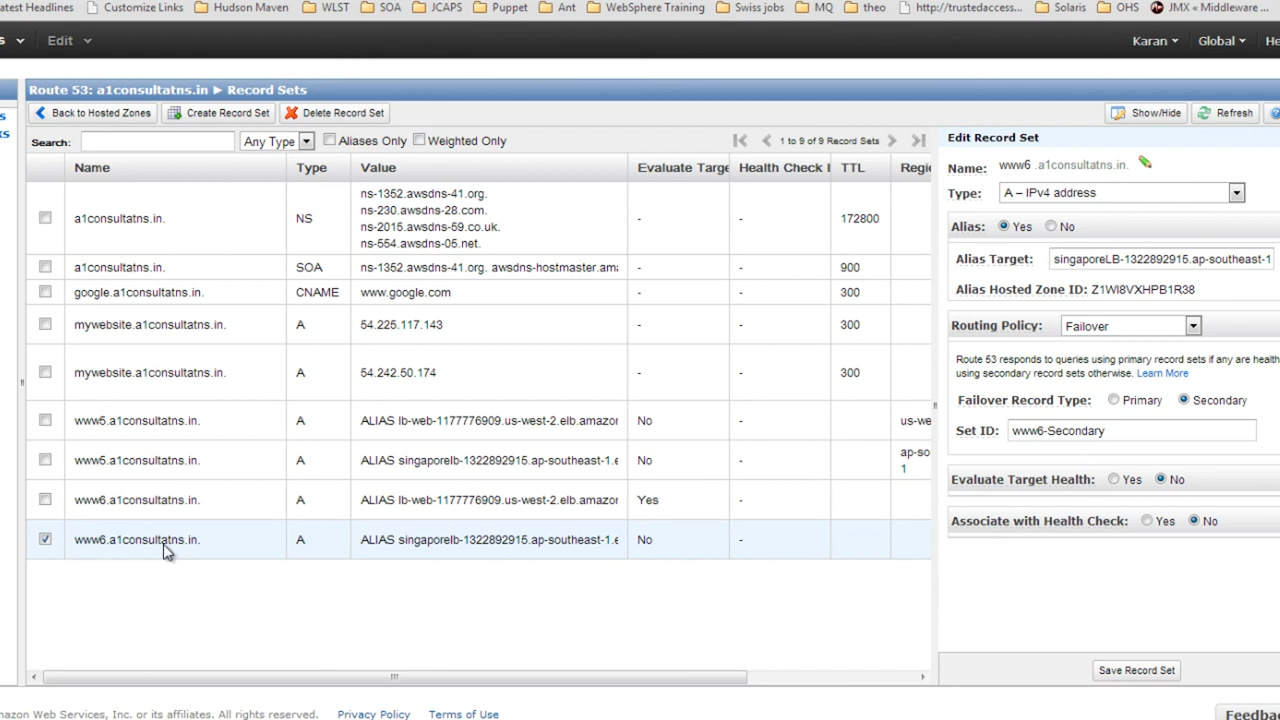 atest Headlines Customize Links Hudson Maven WLST SOA JCAPS Puppet Ant WebSphere Training Swiss jobs MQ theo http://trustedaccess... Solaris OHS JMX « Middleware ...
s Edit Karan Global He
Route 53: a1consultatns.in Record Sets
Back to Hosted Zones Create Record Set Delete Record Set Show/Hide Refresh
Search: Any Type Aliases Only Weighted Only 1 to 9 of 9 Record Sets
Name Type Value Evaluate Targe Health Check I TTL Regi
a1consultatns.in. NS ns-1352.awsdns-41.org. - - 172800
ns-230.awsdns-28.com.
ns-2015.awsdns-59.co.uk.
ns-554.awsdns-05.net.
a1consultatns.in. SOA ns-1352.awsdns-41.org. awsdns-hostmaster.ama - - 900
google.a1consultatns.in. CNAME www.google.com - - 300
mywebsite.a1consultatns.in. A 54.225.117.143 - - 300
mywebsite.a1consultatns.in. A 54.242.50.174 - - 300
www5.a1consultatns.in. A ALIAS lb-web-1177776909.us-west-2.elb.amazor No - us-we
www5.a1consultatns.in. A ALIAS singaporelb-1322892915.ap-southeast-1.e No - ap-so
1
www6.a1consultatns.in. A ALIAS lb-web-1177776909.us-west-2.elb.amazor Yes -
www6.a1consultatns.in. A ALIAS singaporelb-1322892915.ap-southeast-1.e No -
Edit Record Set
Name: www6 .a1consultatns.in.
Type: A – IPv4 address
Alias: Yes No
Alias Target: singaporeLB-1322892915.ap-southeast-1
Alias Hosted Zone ID: Z1WI8VXHPB1R38
Routing Policy: Failover
Route 53 responds to queries using primary record sets if any are health
using secondary record sets otherwise. Learn More
Failover Record Type: Primary Secondary
Set ID: www6-Secondary
Evaluate Target Health: Yes No
Associate with Health Check: Yes No
Save Record Set
mazon Web Services, Inc. or its affiliates. All rights reserved. Privacy Policy Terms of Use Feedba